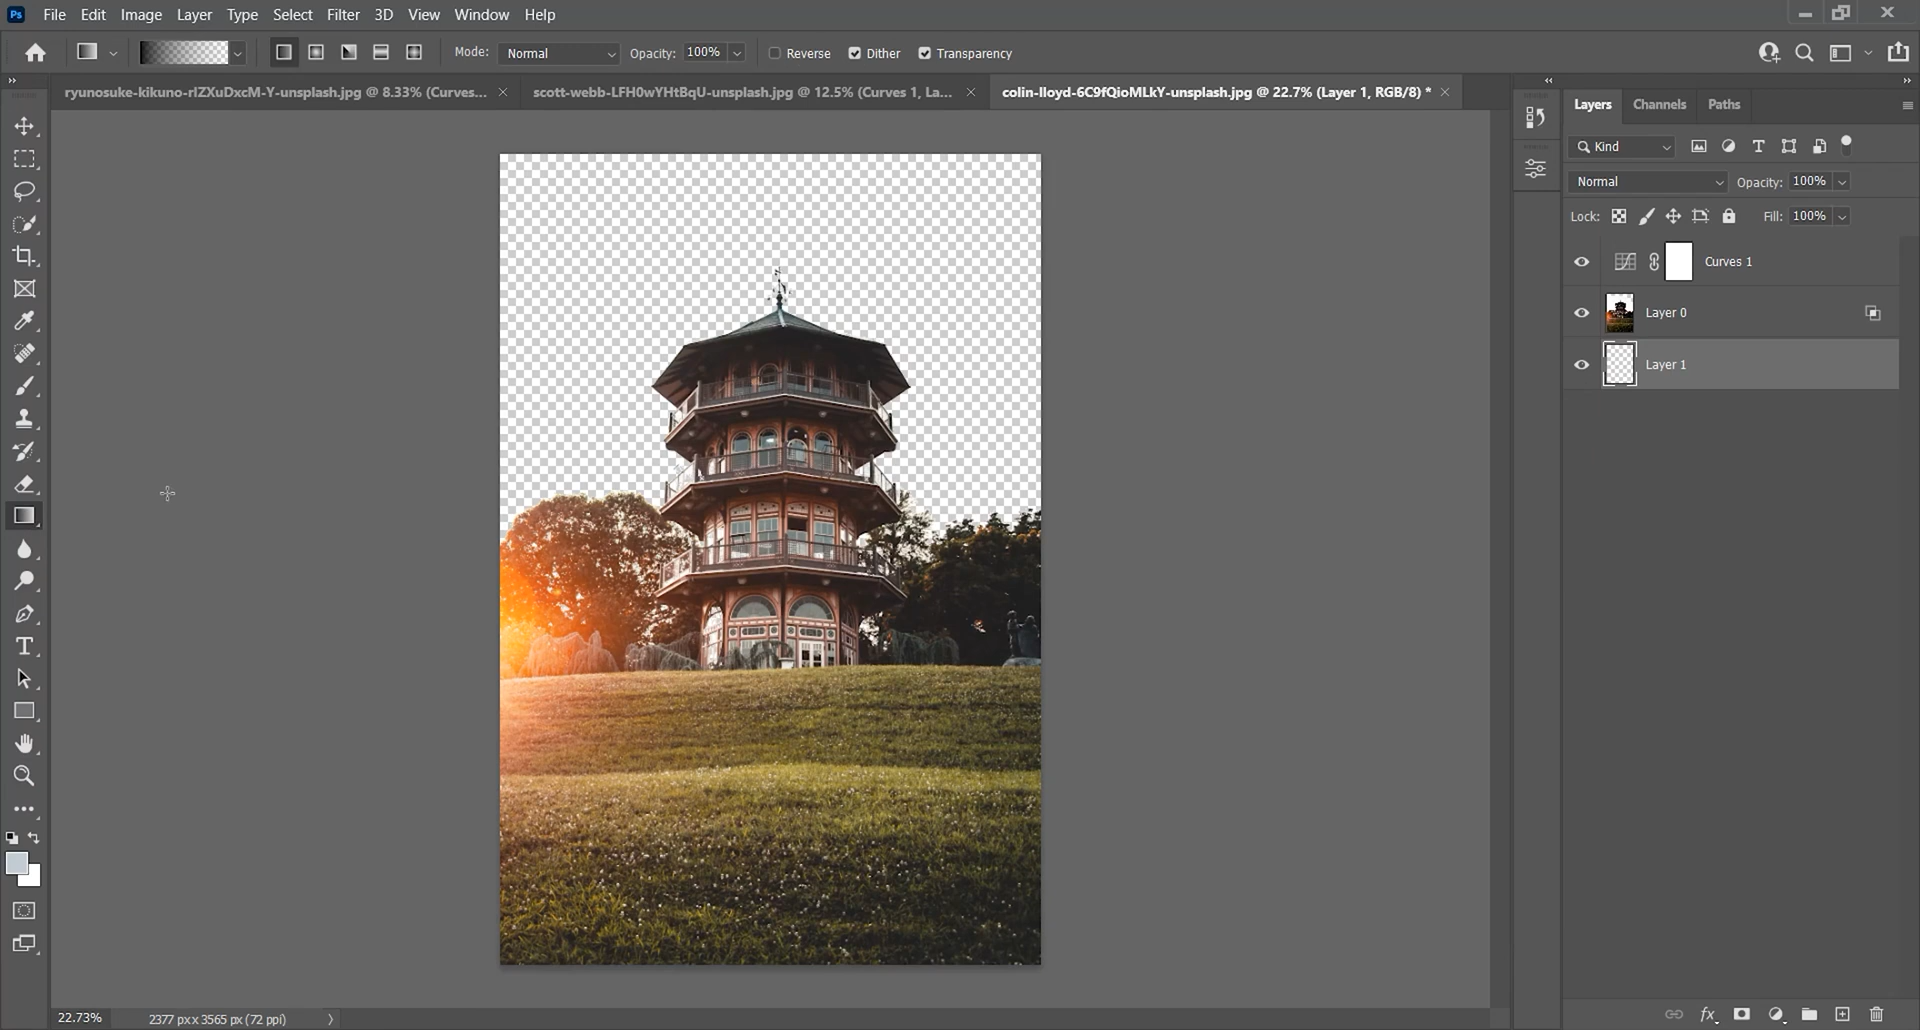 Ps File Edit Image Layer Type Select Filter 3D View Window Help
Mode: Normal Opacity: 100% Reverse Dither Transparency
ryunosuke-kikuno-rIZXuDxcM-Y-unsplash.jpg @ 8.33% (Curves... × scott-webb-LFH0wYHtBqU-unsplash.jpg @ 12.5% (Curves 1, La... × colin-lloyd-6C9fQioMLkY-unsplash.jpg @ 22.7% (Layer 1, RGB/8) * ×
Layers Channels Paths
Kind
Normal Opacity: 100%
Lock: Fill: 100%
Curves 1
Layer 0
Layer 1
22.73% 2377 px x 3565 px (72 ppi)